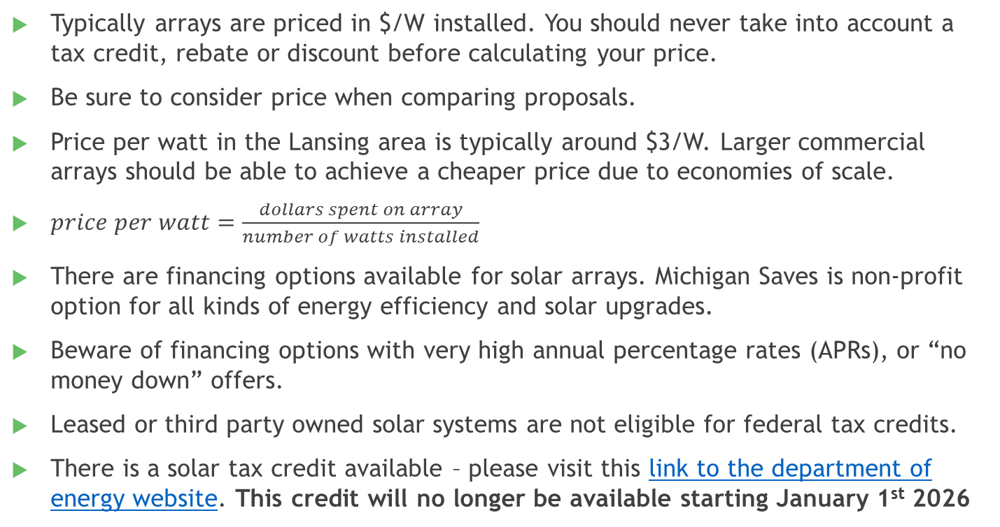 Typically arrays are priced in $/W installed. You should never take into account a
tax credit, rebate or discount before calculating your price.
Be sure to consider price when comparing proposals.
Price per watt in the Lansing area is typically around $3/W. Larger commercial
arrays should be able to achieve a cheaper price due to economies of scale.
price per watt = dollars spent on array / number of watts installed
There are financing options available for solar arrays. Michigan Saves is non-profit
option for all kinds of energy efficiency and solar upgrades.
Beware of financing options with very high annual percentage rates (APRs), or “no
money down” offers.
Leased or third party owned solar systems are not eligible for federal tax credits.
There is a solar tax credit available – please visit this link to the department of
energy website. This credit will no longer be available starting January 1st 2026